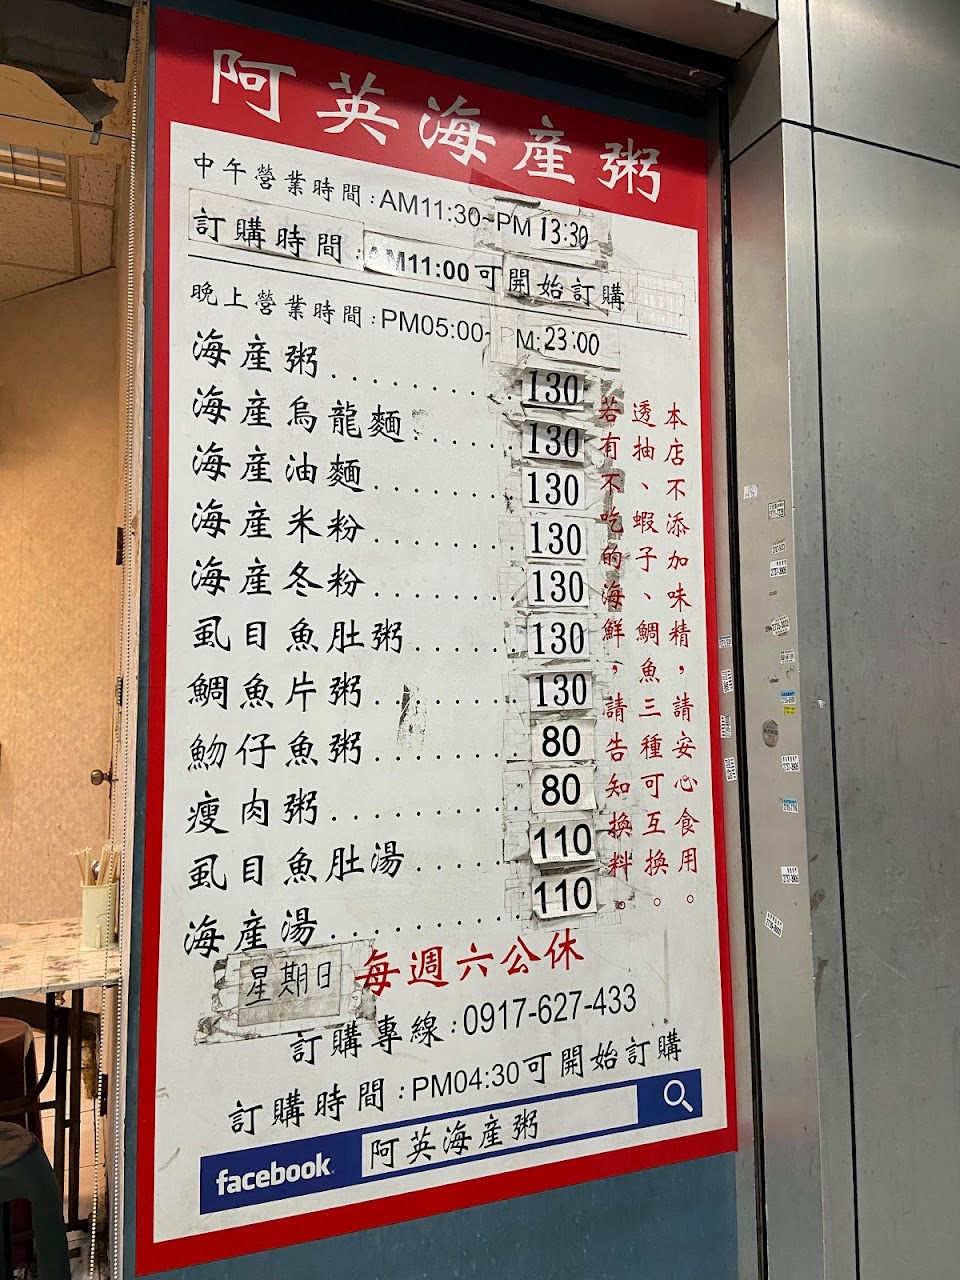 阿英海產粥
中午營業時間:AM11:30~PM 13:30
訂購時間:AM11:00可開始訂購
晚上營業時間:PM05:00~PM:23:00
海產粥..........130
海產烏龍麵......130
海產油麵........130
海產米粉........130
海產冬粉........130
虱目魚肚粥......130
鯛魚片粥........130
魩仔魚粥........80
瘦肉粥..........80
虱目魚肚湯......110
海產湯..........110
本店不添加味精,請安心食用。
透抽、蝦子、鯛魚三種可互換。
若有不吃的海鮮,請告知換料。
星期日 每週六公休
訂購專線:0917-627-433
訂購時間:PM04:30可開始訂購
facebook 阿英海產粥